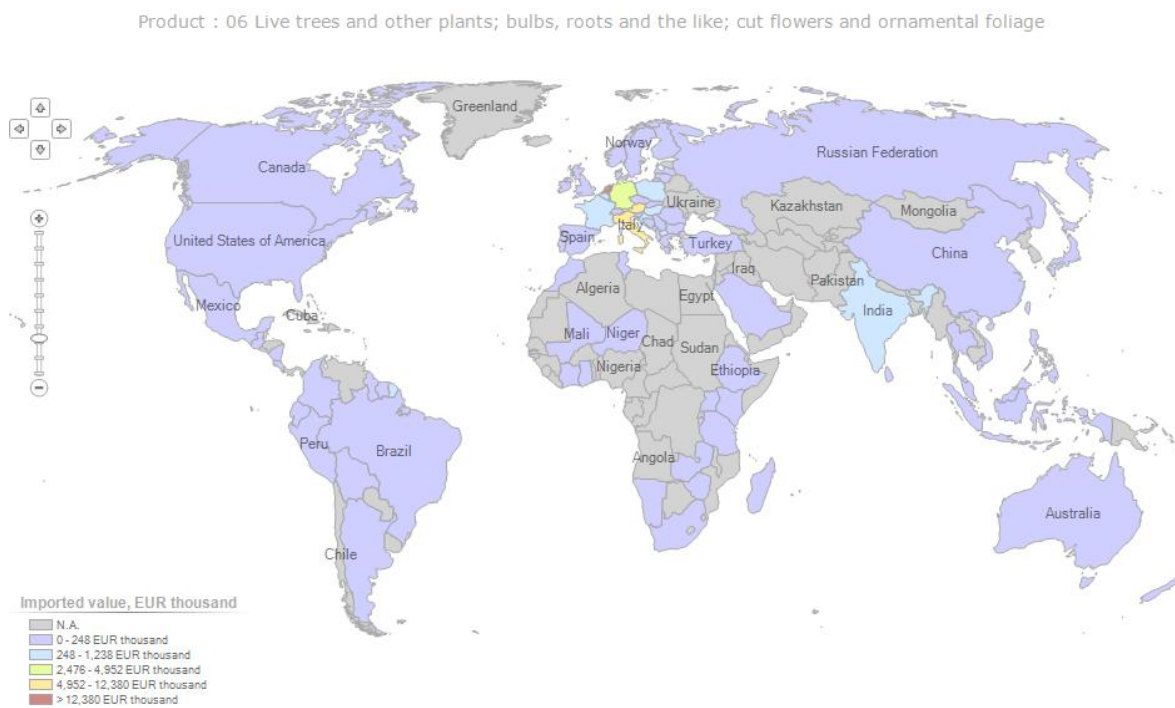 Product : 06 Live trees and other plants; bulbs, roots and the like; cut flowers and ornamental foliage
Greenland
Norway
Russian Federation
Canada
Ukraine
Kazakhstan
Mongolia
United States of America
Spain
Italy
Turkey
China
Iraq
Pakistan
Algeria
Egypt
Mexico
Cuba
India
Mali
Niger
Chad
Sudan
Nigeria
Ethiopia
Peru
Brazil
Angola
Australia
Chile
Imported value, EUR thousand
N.A.
0 - 248 EUR thousand
248 - 1,238 EUR thousand
2,476 - 4,952 EUR thousand
4,952 - 12,380 EUR thousand
> 12,380 EUR thousand